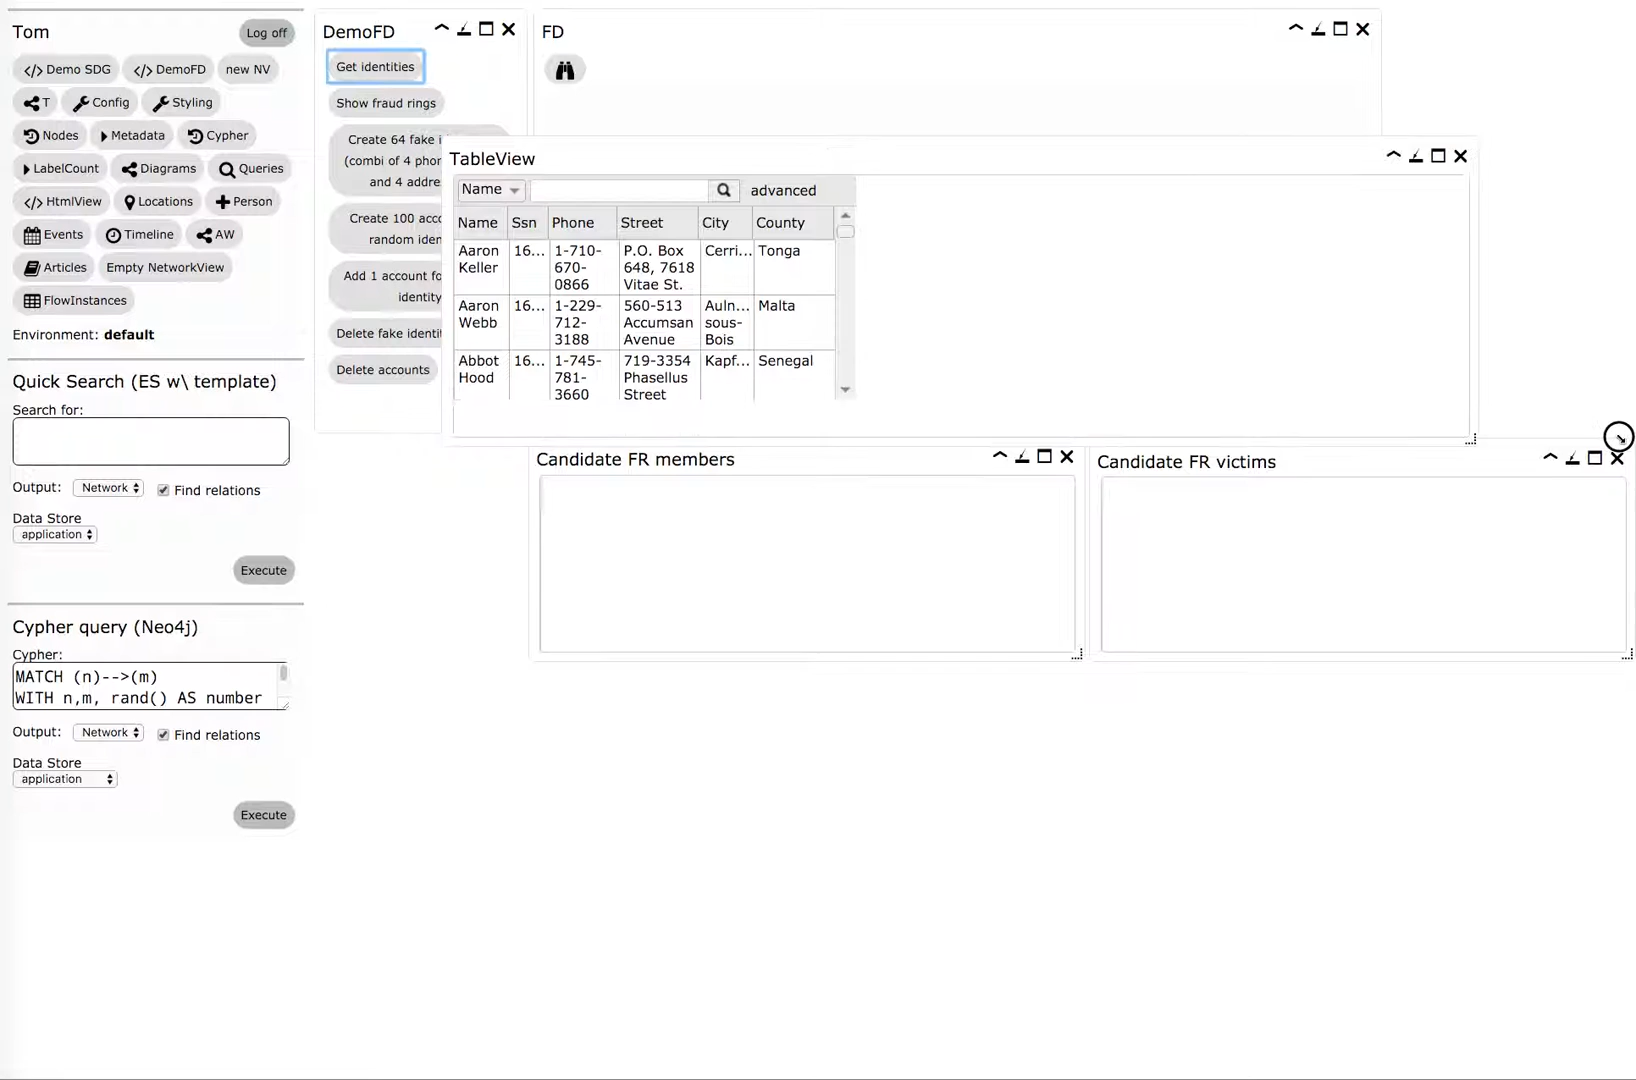 Tom
Log off
Demo SDG
DemoFD
new NV
T
Config
Styling
Nodes
Metadata
Cypher
LabelCount
Diagrams
Queries
HtmlView
Locations
Person
Events
Timeline
AW
Articles
Empty NetworkView
FlowInstances
Environment: default
Quick Search (ES w\ template)
Search for:
Output: Network Find relations
Data Store
application
Execute
Cypher query (Neo4j)
Cypher:
MATCH (n)-->(m)
WITH n,m, rand() AS number
Output: Network Find relations
Data Store
application
Execute
DemoFD
Get identities
Show fraud rings
Create 64 fake i
(combi of 4 phor
and 4 addre
Create 100 acco
random iden
Add 1 account fo
identity
Delete fake identi
Delete accounts
FD
TableView
Name advanced
Name Ssn Phone Street City County
Aaron Keller 16... 1-710-670-0866 P.O. Box 648, 7618 Vitae St. Cerri... Tonga
Aaron Webb 16... 1-229-712-3188 560-513 Accumsan Avenue Auln... sous-Bois Malta
Abbot Hood 16... 1-745-781-3660 719-3354 Phasellus Street Kapf... Senegal
Candidate FR members
Candidate FR victims